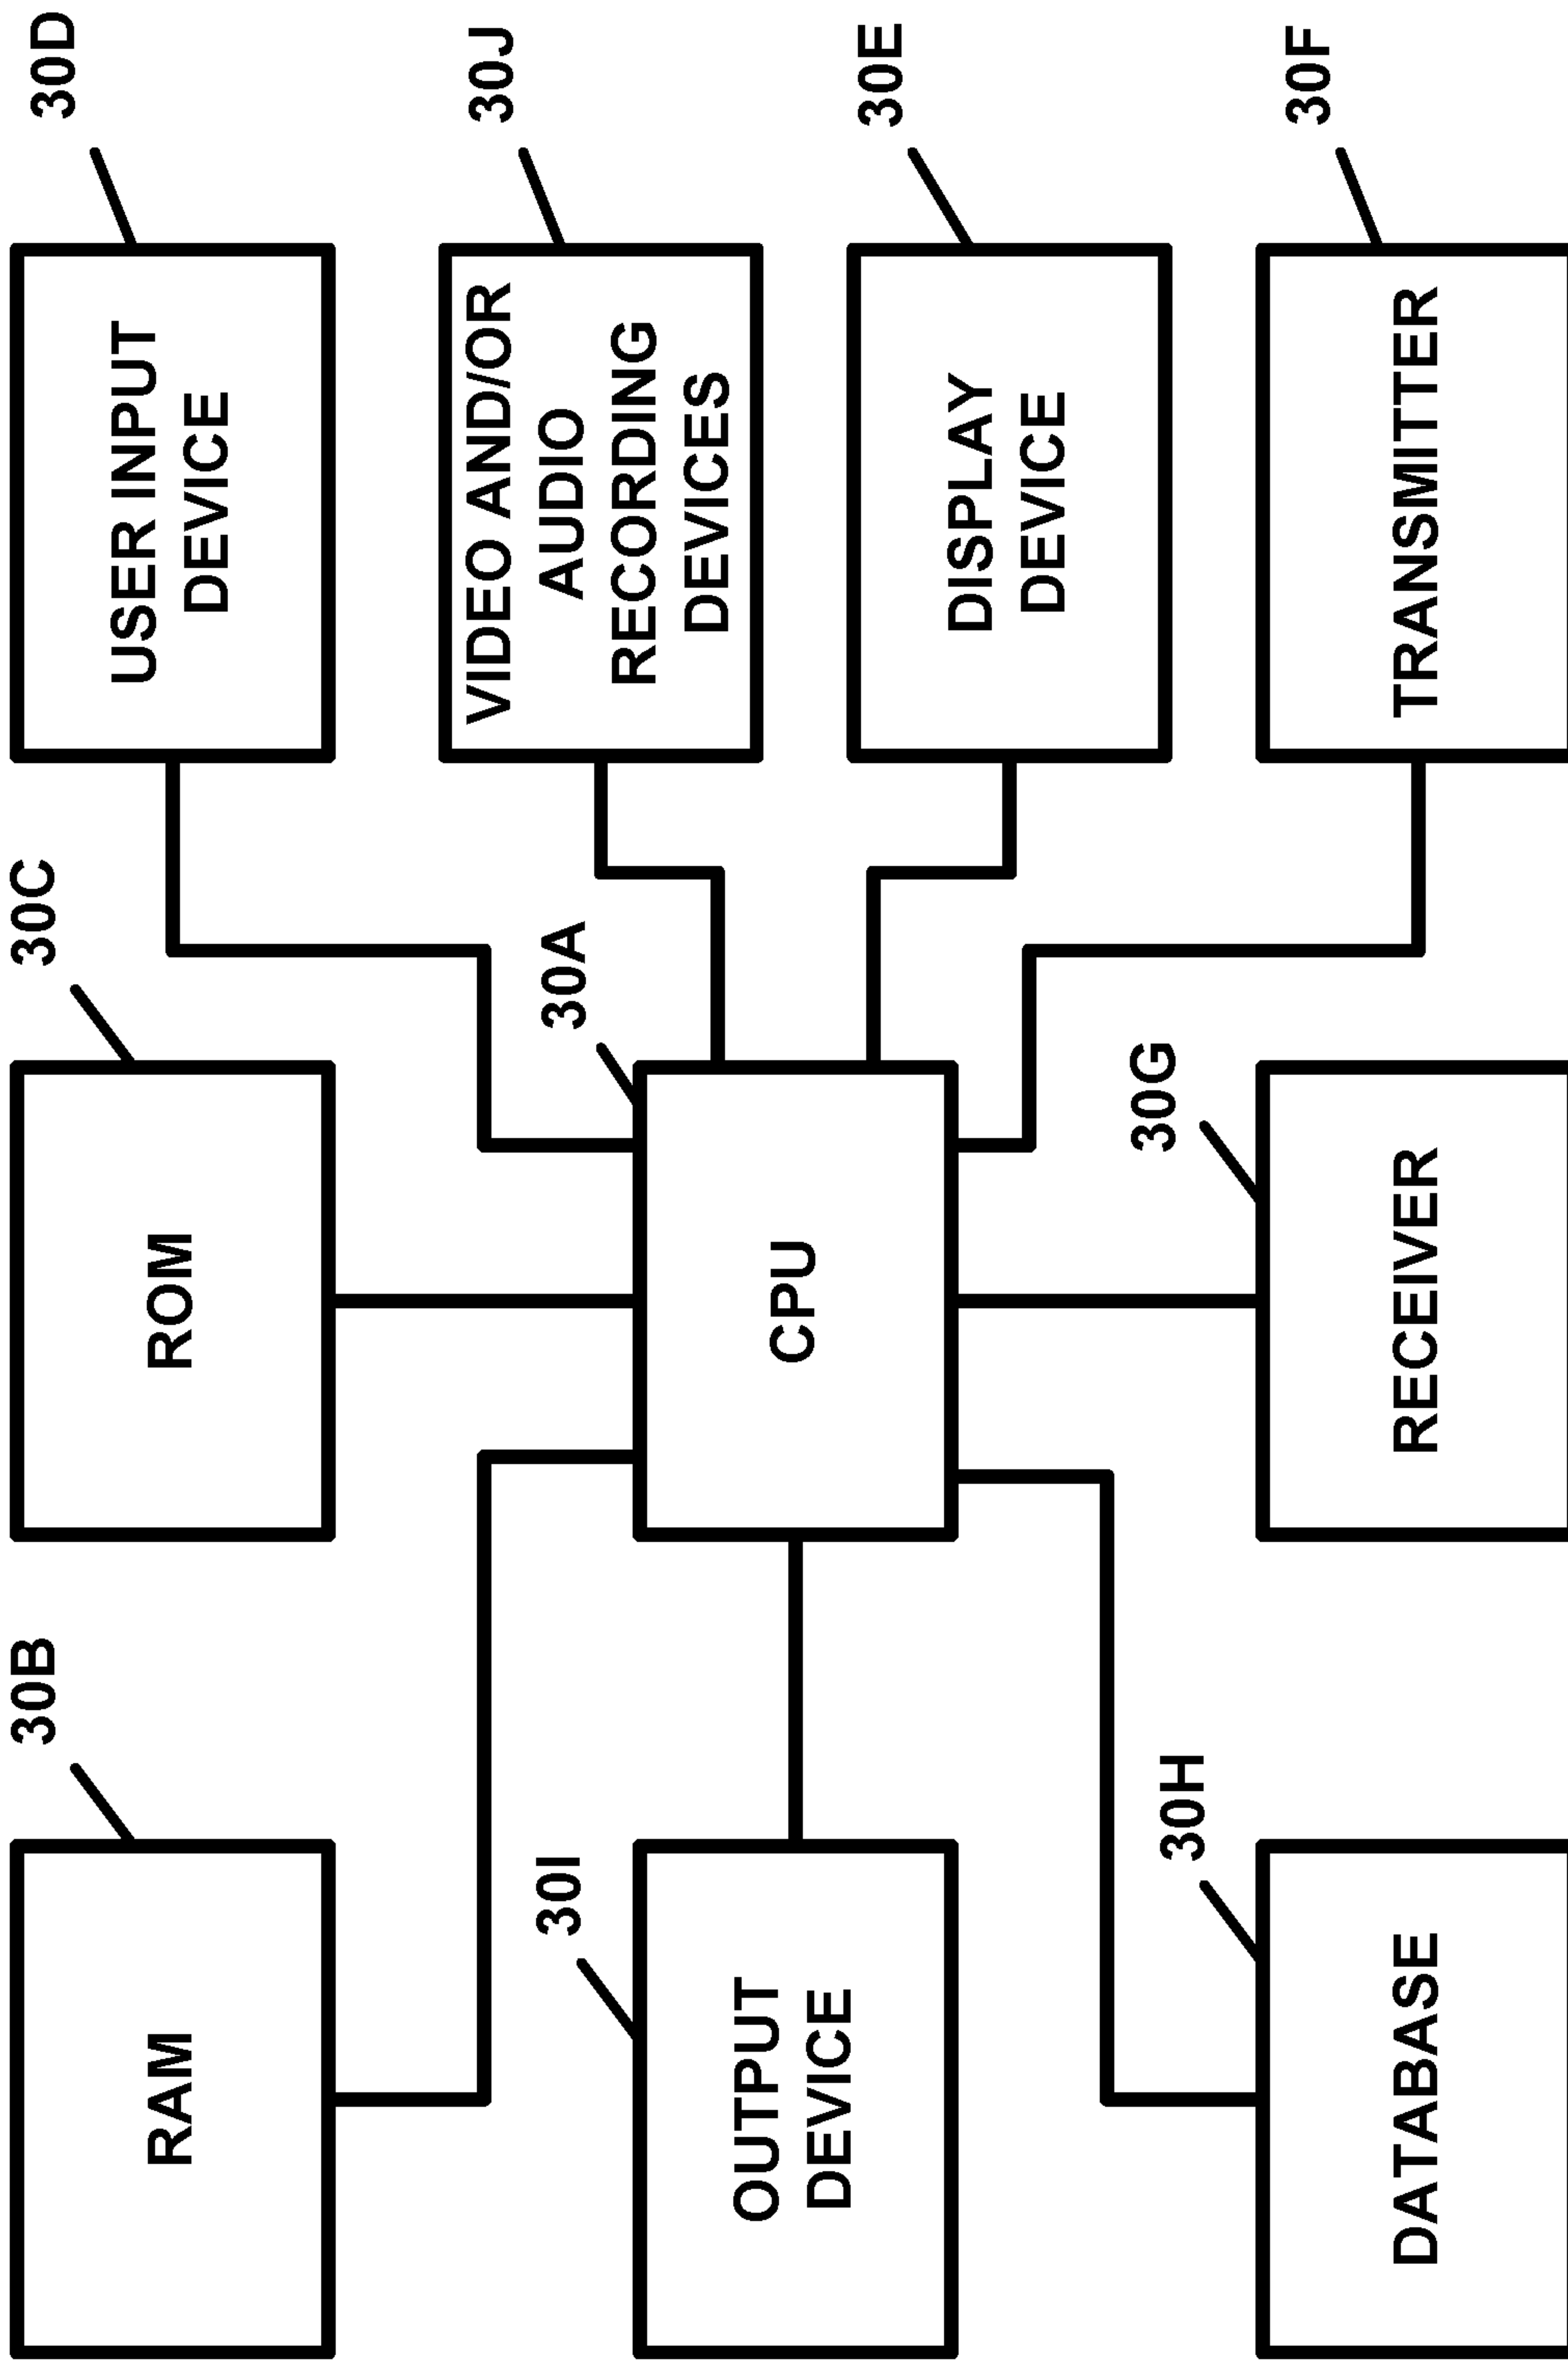 30B
RAM
30C
ROM
30D
USER INPUT
DEVICE
30J
VIDEO AND/OR
AUDIO
RECORDING
DEVICES
30I
OUTPUT
DEVICE
30A
CPU
30E
DISPLAY
DEVICE
30H
DATABASE
30G
RECEIVER
30F
TRANSMITTER